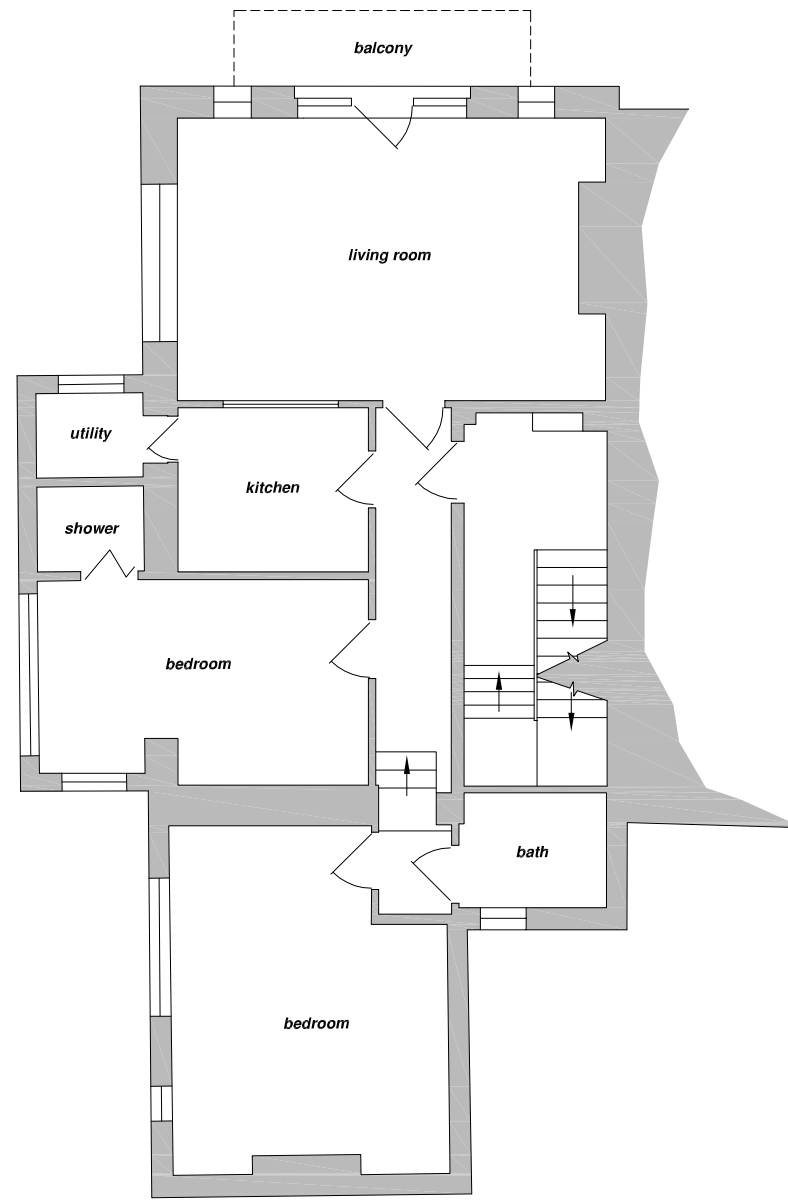 balcony
living room
utility
kitchen
shower
bedroom
bath
bedroom